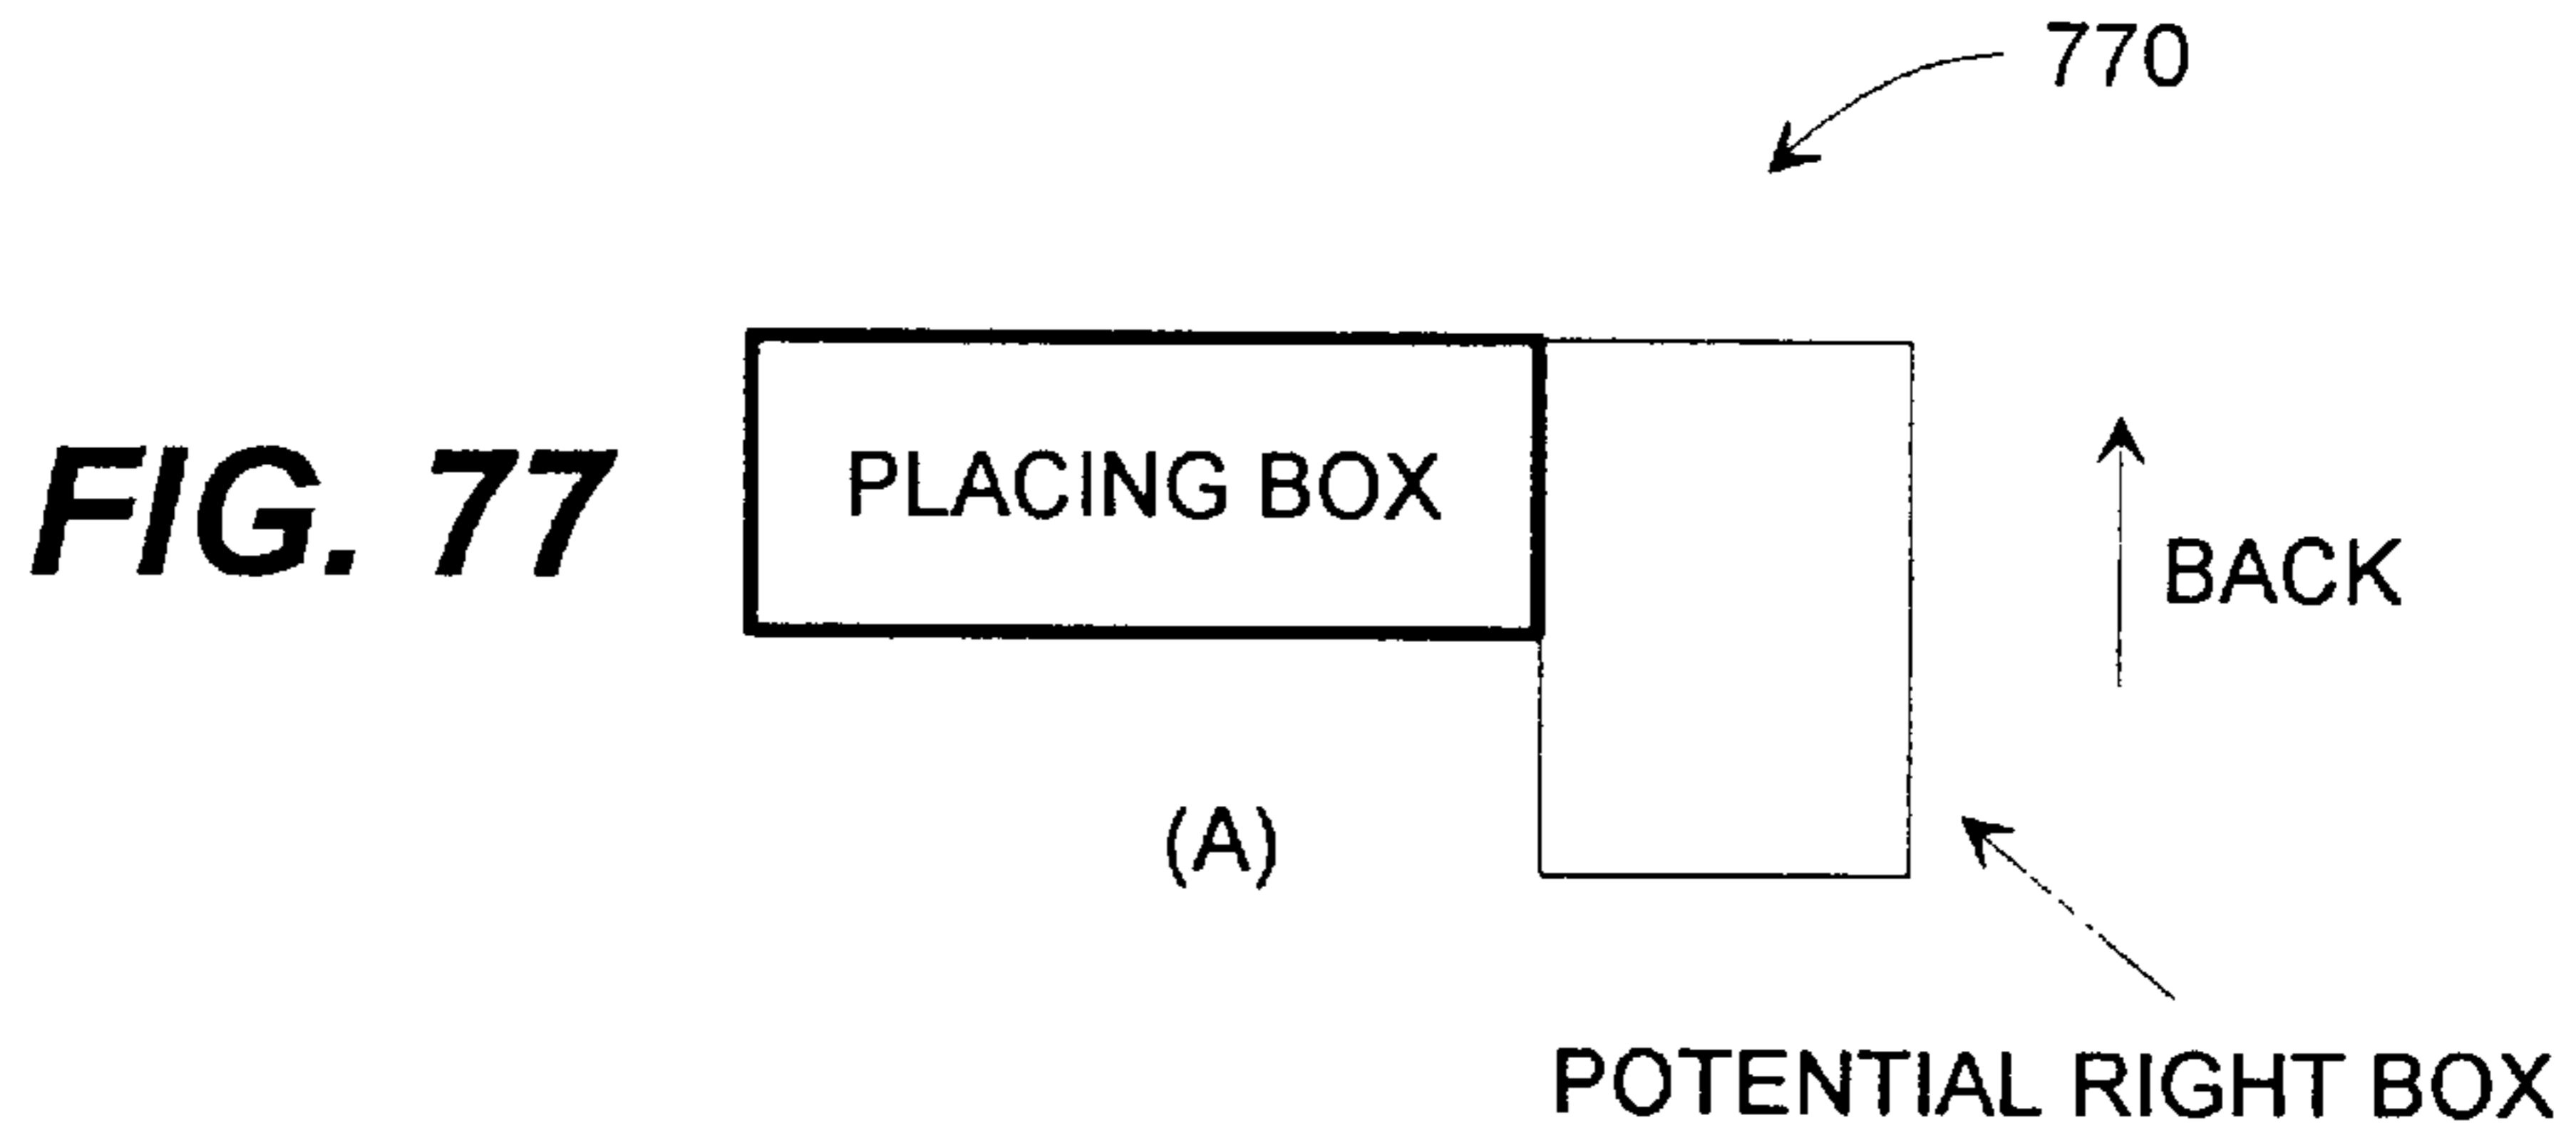 770
FIG. 77
PLACING BOX
BACK
(A)
POTENTIAL RIGHT BOX